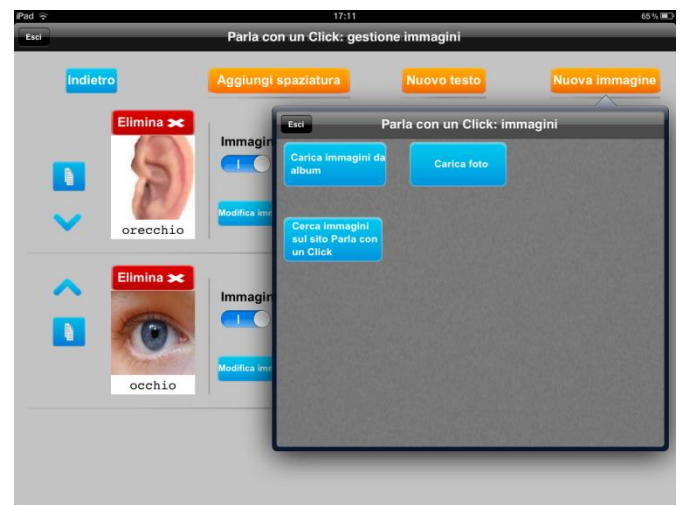 iPad 17:11 65 %
Esci Parla con un Click: gestione immagini
Indietro Aggiungi spaziatura Nuovo testo Nuova immagine
Elimina
orecchio
Immagin
Modifica imm
Elimina
occhio
Immagin
Modifica imm
Esci Parla con un Click: immagini
Carica immagini da
album
Carica foto
Cerca immagini
sul sito Parla con
un Click